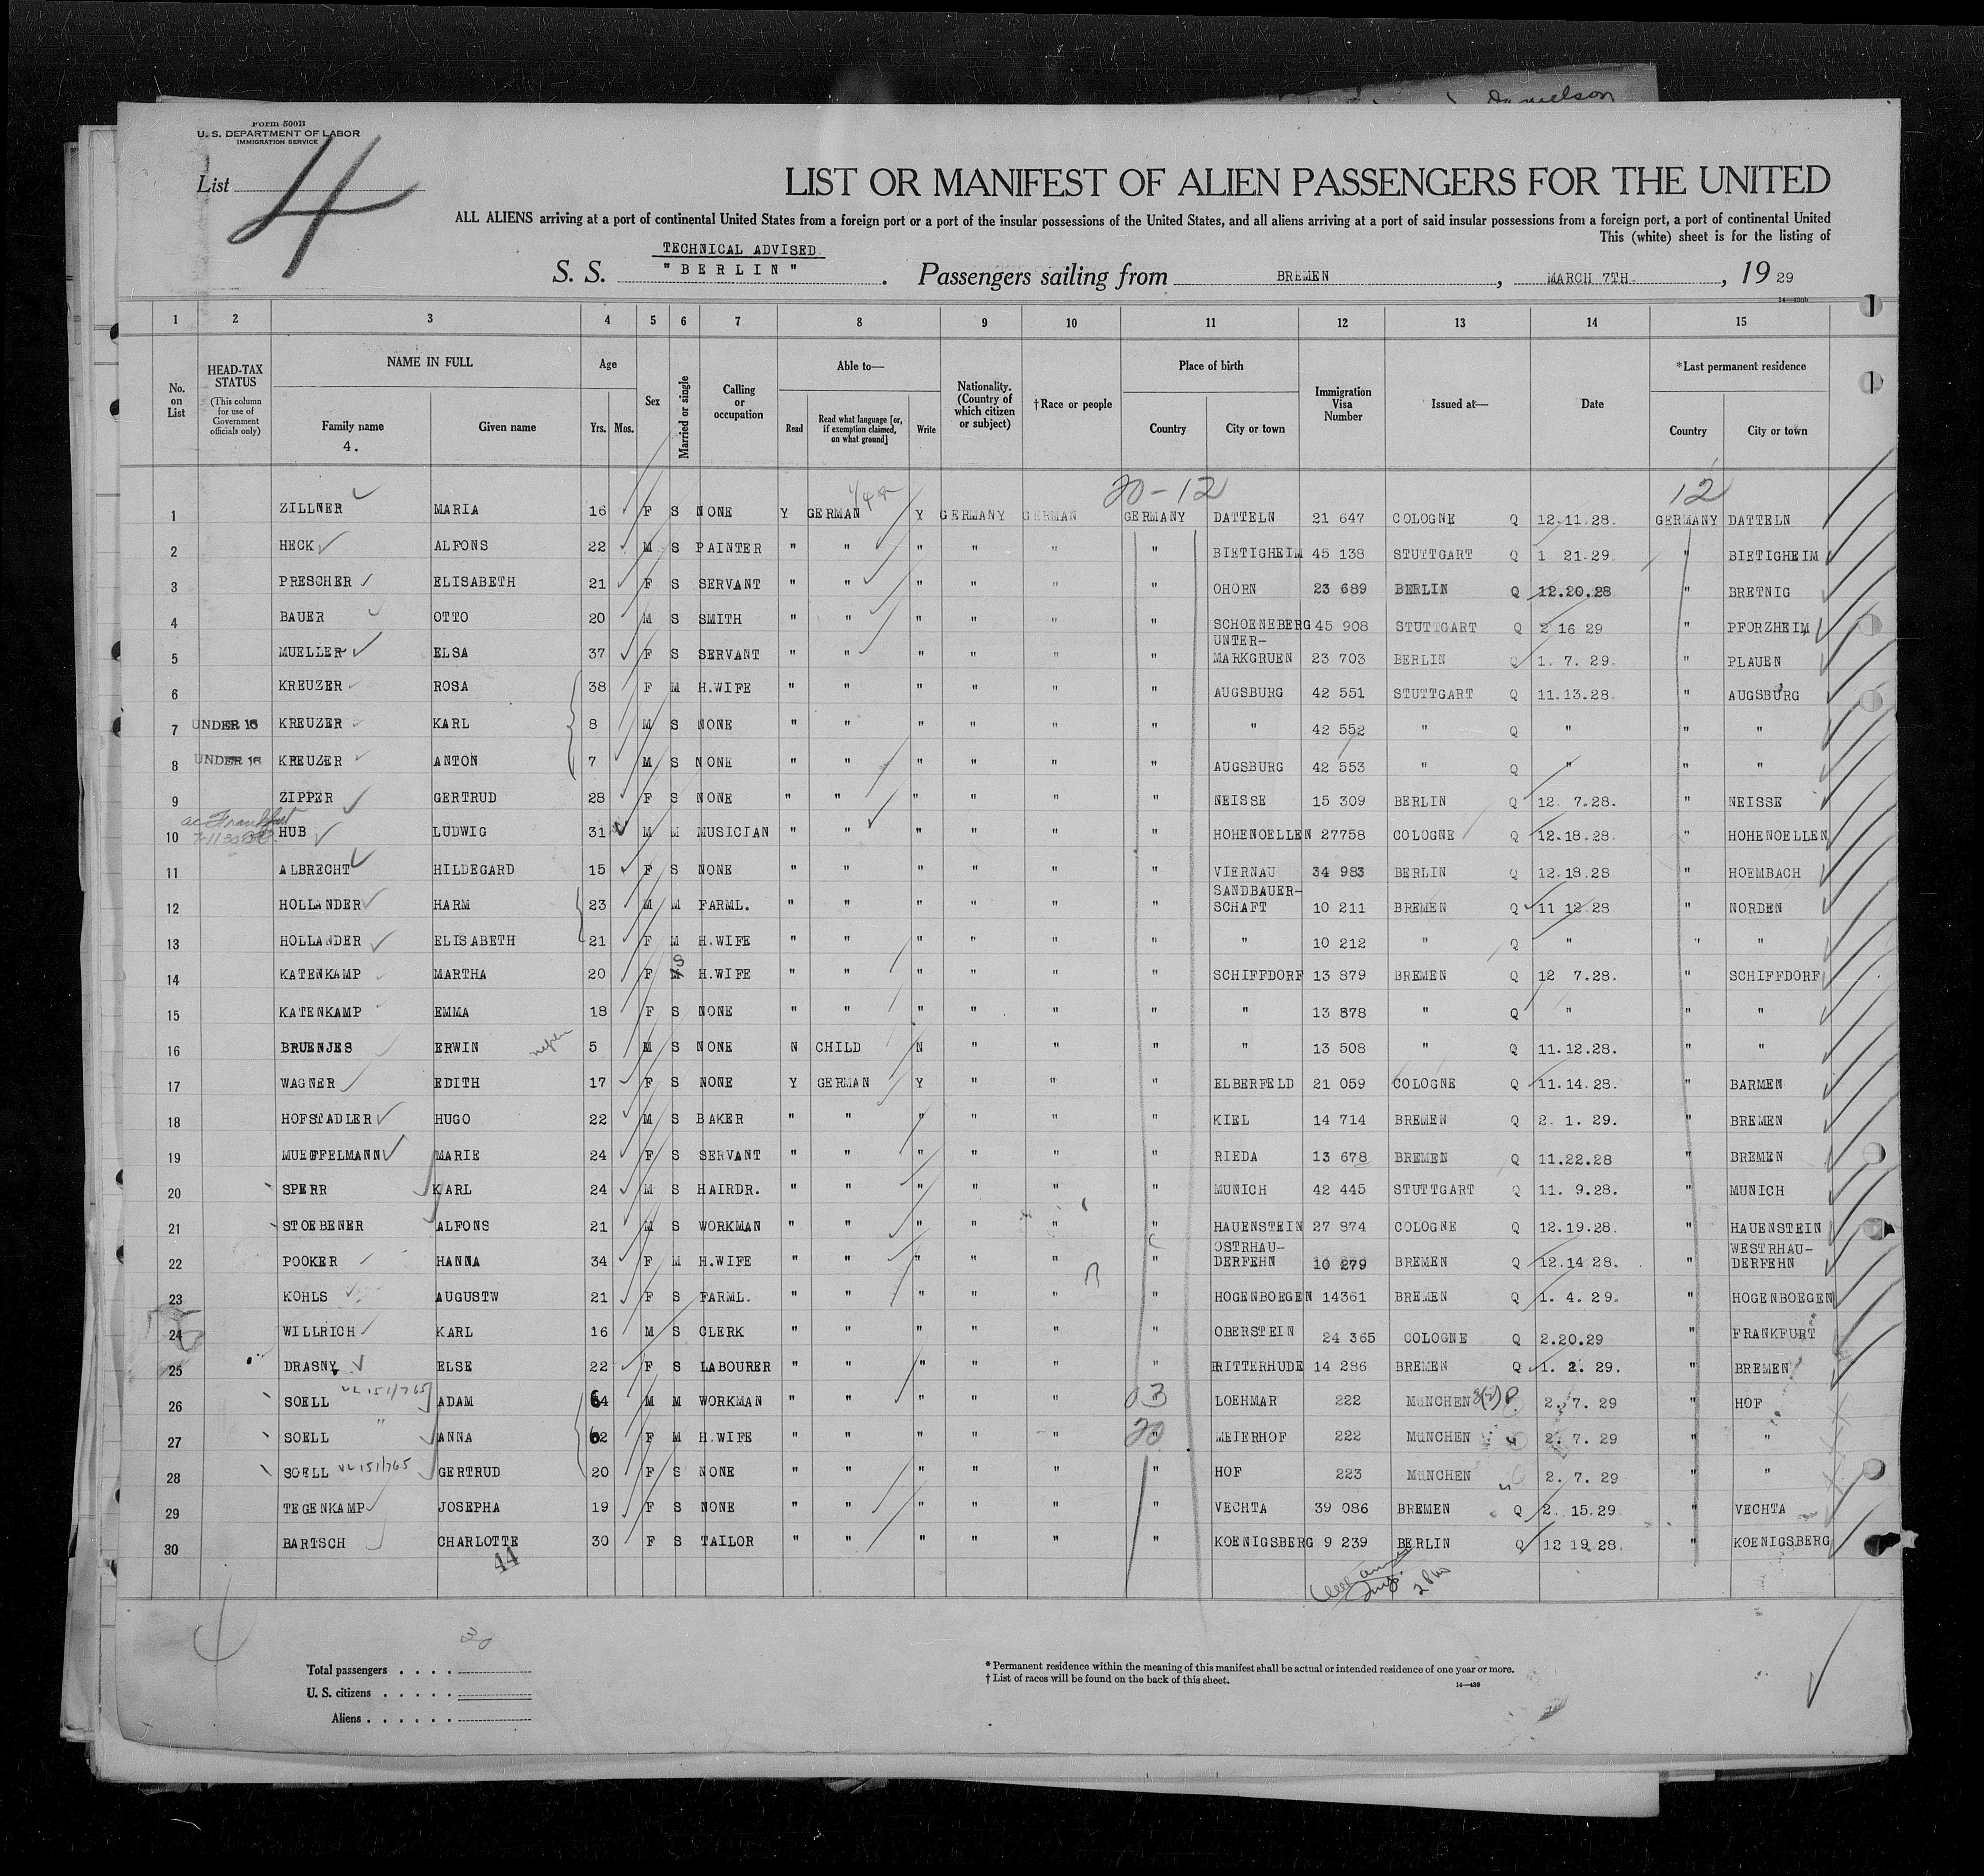 Danielson
Form 500B
U. S. DEPARTMENT OF LABOR
IMMIGRATION SERVICE
List 4
LIST OR MANIFEST OF ALIEN PASSENGERS FOR THE UNITED
ALL ALIENS arriving at a port of continental United States from a foreign port or a port of the insular possessions of the United States, and all aliens arriving at a port of said insular possessions from a foreign port, a port of continental United
This (white) sheet is for the listing of
TECHNICAL ADVISED
S. S. "BERLIN". Passengers sailing from BREMEN, MARCH 7TH., 1929
14—430b
1 2 3 4 5 6 7 8 9 10 11 12 13 14 15
No. on List
HEAD-TAX STATUS
(This column for use of Government officials only)
NAME IN FULL
Family name
4.
Given name
Age
Yrs. Mos.
Sex
Married or single
Calling or occupation
Able to—
Read
Read what language [or, if exemption claimed, on what ground]
Write
Nationality. (Country of which citizen or subject)
†Race or people
Place of birth
Country
City or town
Immigration Visa Number
Issued at—
Date
*Last permanent residence
Country
City or town
20-12 12
1 ZILLNER MARIA 16 F S NONE Y GERMAN Y GERMANY GERMAN GERMANY DATTELN 21 647 COLOGNE Q 12.11.28. GERMANY DATTELN
2 HECK ALFONS 22 M S PAINTER " " " " " " BIETIGHEIM 45 138 STUTTGART Q 1 21.29. " BIETIGHEIM
3 PRESCHER ELISABETH 21 F S SERVANT " " " " " " OHORN 23 689 BERLIN Q 12.20.28 " BRETNIG
4 BAUER OTTO 20 M S SMITH " " " " " " SCHOENEBERG 45 908 STUTTGART Q 2 16 29 " PFORZHEIM
5 MUELLER ELSA 37 F S SERVANT " " " " " " UNTER-MARKGRUEN 23 703 BERLIN Q 1. 7. 29. " PLAUEN
6 KREUZER ROSA 38 F M H.WIFE " " " " " " AUGSBURG 42 551 STUTTGART Q 11.13.28. " AUGSBURG
7 UNDER 16 KREUZER KARL 8 M S NONE " " " " " " " 42 552 " Q " " "
8 UNDER 16 KREUZER ANTON 7 M S NONE " " " " " " AUGSBURG 42 553 " Q " " "
9 ZIPPER GERTRUD 28 F S NONE " " " " " " NEISSE 15 309 BERLIN Q 12. 7.28. " NEISSE
10 HUB LUDWIG 31 M M MUSICIAN " " " " " " HOHENOELLEN 27758 COLOGNE Q 12.18.28. " HOHENOELLEN
11 ALBRECHT HILDEGARD 15 F S NONE " " " " " " VIERNAU 34 983 BERLIN Q 12.18.28 " HOEMBACH
12 HOLLANDER HARM 23 M M FARML. " " " " " " SANDBAUER-SCHAFT 10 211 BREMEN Q 11 12 28 " NORDEN
13 HOLLANDER ELISABETH 21 F M H.WIFE " " " " " " " 10 212 " Q " " "
14 KATENKAMP MARTHA 20 F S H.WIFE " " " " " " SCHIFFDORF 13 879 BREMEN Q 12 7.28. " SCHIFFDORF
15 KATENKAMP EMMA 18 F S NONE " " " " " " " 13 878 " Q " " "
16 BRUENJES ERWIN 5 M S NONE N CHILD N " " " " 13 508 " Q 11.12.28. " "
17 WAGNER EDITH 17 F S NONE Y GERMAN Y " " " ELBERFELD 21 059 COLOGNE Q 11.14.28. " BARMEN
18 HOFSTADLER HUGO 22 M S BAKER " " " " " " KIEL 14 714 BREMEN Q 2. 1. 29. " BREMEN
19 MUEFFELMANN MARIE 24 F S SERVANT " " " " " " RIEDA 13 678 BREMEN Q 11.22.28 " BREMEN
20 SPERR KARL 24 M S HAIRDR. " " " " " " MUNICH 42 445 STUTTGART Q 11. 9.28. " MUNICH
21 STOEBENER ALFONS 21 M S WORKMAN " " " " " " HAUENSTEIN 27 874 COLOGNE Q 12.19.28. " HAUENSTEIN
22 POOKER HANNA 34 F M H.WIFE " " " " " " OSTRHAU-DERFEHN 10 279 BREMEN Q 12.14 28. " WESTRHAU-DERFEHN
23 KOHLS AUGUSTW 21 F S FARML. " " " " " " HOGENBOEGEN 14361 BREMEN Q 1. 4. 29. " HOGENBOEGEN
24 WILLRICH KARL 16 M S CLERK " " " " " " OBERSTEIN 24 365 COLOGNE Q 2.20.29 " FRANKFURT
25 DRASNY ELSE 22 F S LABOURER " " " " " " RITTERHUDE 14 286 BREMEN Q 1. 2. 29. " BREMEN
26 SOELL VL 151/765 ADAM 64 M M WORKMAN " " " " " 03 LOEHMAR 222 MUNCHEN 2. 7. 29 " HOF
27 SOELL " ANNA 62 F M H.WIFE " " " " " 20 " MEIERHOF 222 MUNCHEN 2. 7. 29 " "
28 SOELL VL 151/765 GERTRUD 20 F S NONE " " " " " " HOF 223 MUNCHEN 2. 7. 29 " "
29 TEGENKAMP JOSEPHA 19 F S NONE " " " " " " VECHTA 39 086 BREMEN Q 2. 15.29. " VECHTA
30 BARTSCH CHARLOTTE 30 F S TAILOR " " " " " " KOENIGSBERG 9 239 BERLIN Q 12 19 28. " KOENIGSBERG
44
30
Total passengers
U. S. citizens
Aliens
* Permanent residence within the meaning of this manifest shall be actual or intended residence of one year or more.
† List of races will be found on the back of this sheet.
14—430